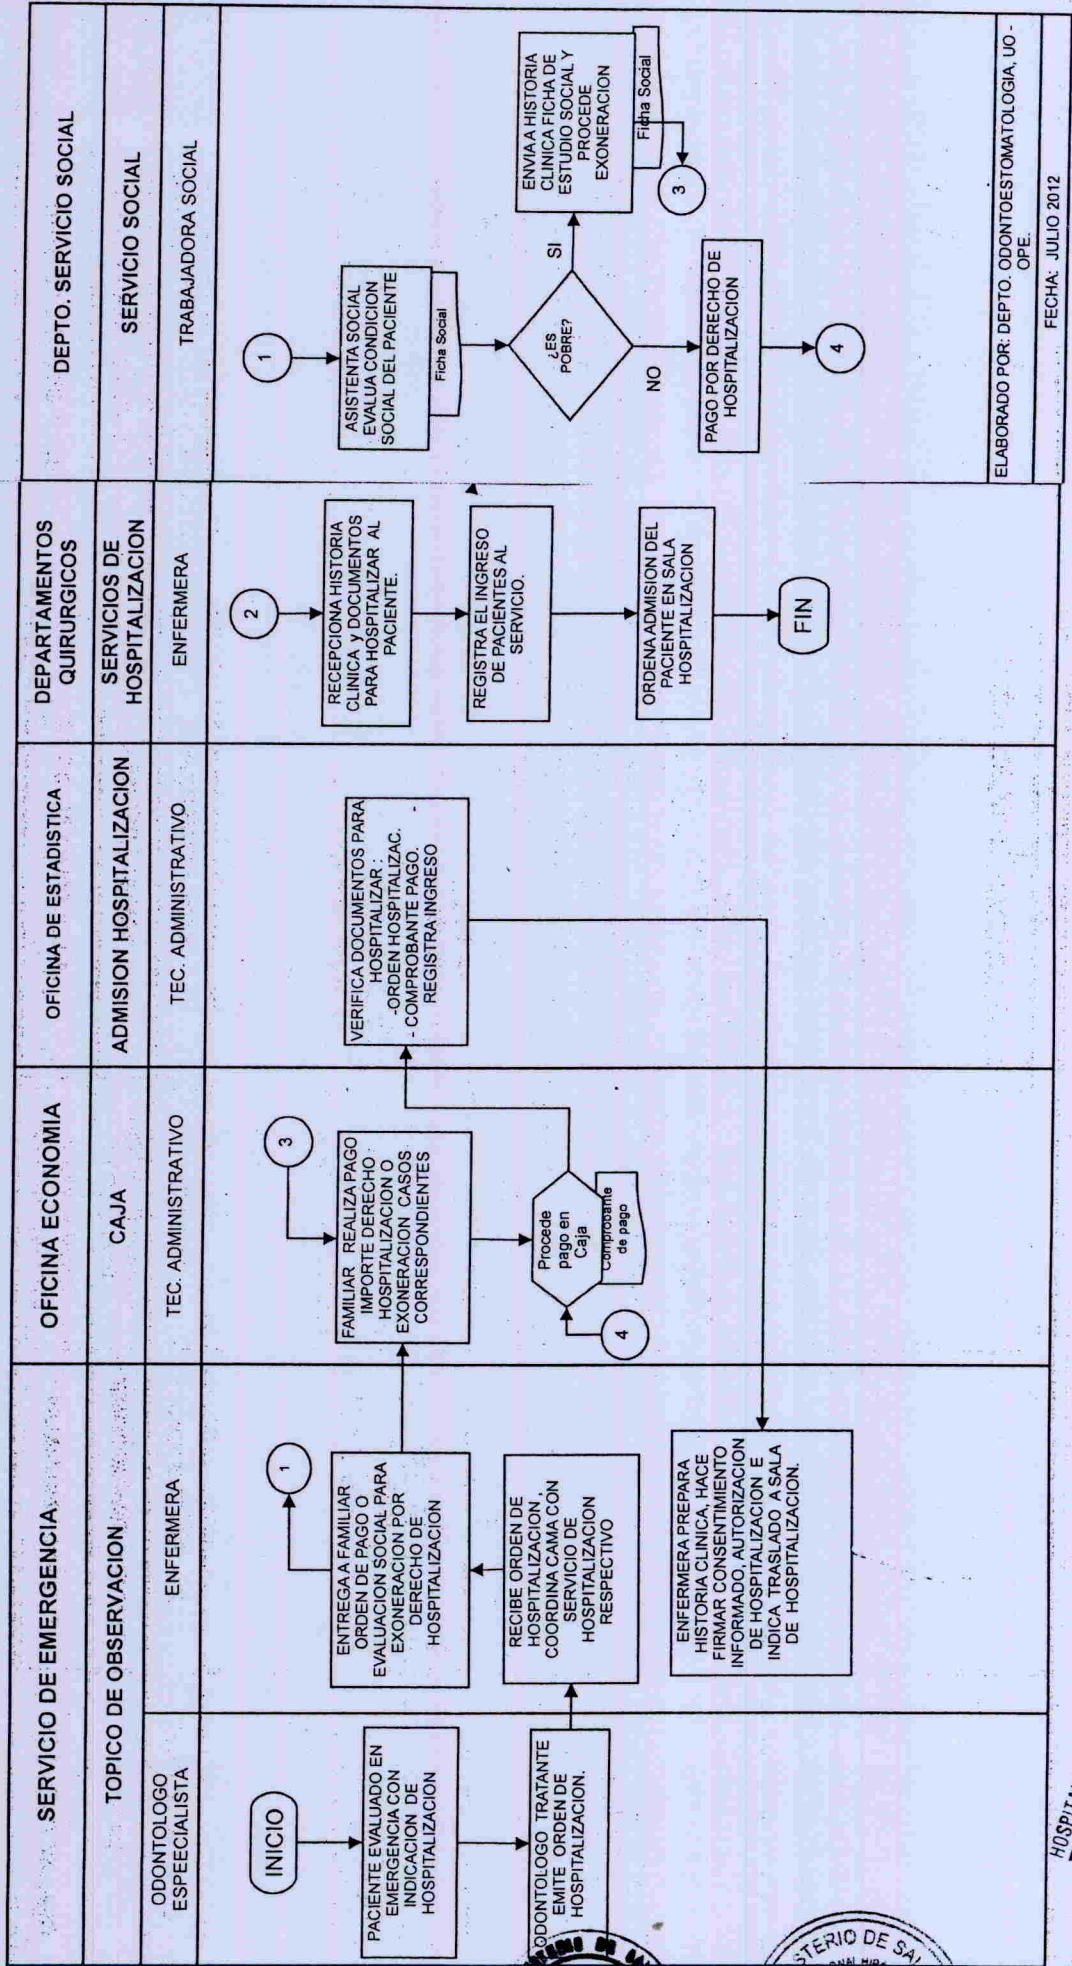 SERVICIO DE EMERGENCIA
OFICINA ECONOMIA
OFICINA DE ESTADISTICA
DEPARTAMENTOS
QUIRURGICOS
DEPTO. SERVICIO SOCIAL
TOPICO DE OBSERVACION
CAJA
ADMISION HOSPITALIZACION
SERVICIOS DE
HOSPITALIZACION
SERVICIO SOCIAL
ODONTOLOGO
ESPECIALISTA
ENFERMERA
TEC. ADMINISTRATIVO
TEC. ADMINISTRATIVO
ENFERMERA
TRABAJADORA SOCIAL
INICIO
PACIENTE EVALUADO EN
EMERGENCIA CON
INDICACION DE
HOSPITALIZACION
ODONTOLOGO TRATANTE
EMITE ORDEN DE
HOSPITALIZACION.
1
ENTREGA A FAMILIAR
ORDEN DE PAGO O
EVALUACION SOCIAL PARA
EXONERACION POR
DERECHO DE
HOSPITALIZACION
RECIBE ORDEN DE
HOSPITALIZACION ,
COORDINA CAMA CON
SERVICIO DE
HOSPITALIZACION
RESPECTIVO
ENFERMERA PREPARA
HISTORIA CLINICA, HACE
FIRMAR CONSENTIMIENTO
INFORMADO, AUTORIZACION
DE HOSPITALIZACION E
INDICA TRASLADO A SALA
DE HOSPITALIZACION.
3
FAMILIAR REALIZA PAGO
IMPORTE DERECHO
HOSPITALIZACION O
EXONERACION CASOS
CORRESPONDIENTES
Procede
pago en
Caja
Comprobante
de pago
4
VERIFICA DOCUMENTOS PARA
HOSPITALIZAR :
-ORDEN HOSPITALIZAC.
- COMPROBANTE PAGO.
REGISTRA INGRESO
2
RECEPCIONA HISTORIA
CLINICA y DOCUMENTOS
PARA HOSPITALIZAR AL
PACIENTE.
REGISTRA EL INGRESO
DE PACIENTES AL
SERVICIO.
ORDENA ADMISION DEL
PACIENTE EN SALA
HOSPITALIZACION
FIN
1
ASISTENTA SOCIAL
EVALUA CONDICION
SOCIAL DEL PACIENTE
Ficha Social
¿ES
POBRE?
SI
NO
ENVIA A HISTORIA
CLINICA FICHA DE
ESTUDIO SOCIAL Y
PROCEDE
EXONERACION
Ficha Social
3
PAGO POR DERECHO DE
HOSPITALIZACION
4
ELABORADO POR: DEPTO. ODONTOESTOMATOLOGIA, UO -
OPE.
FECHA: JULIO 2012